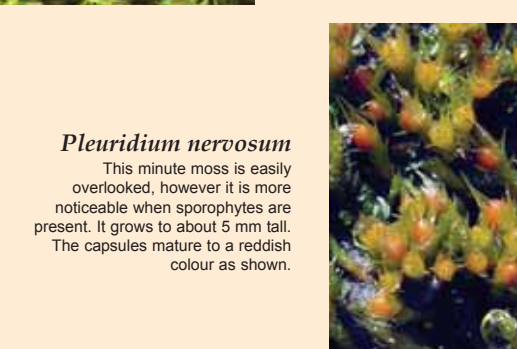 Pleuridium nervosum
This minute moss is easily
overlooked, however it is more
noticeable when sporophytes are
present. It grows to about 5 mm tall.
The capsules mature to a reddish
colour as shown.